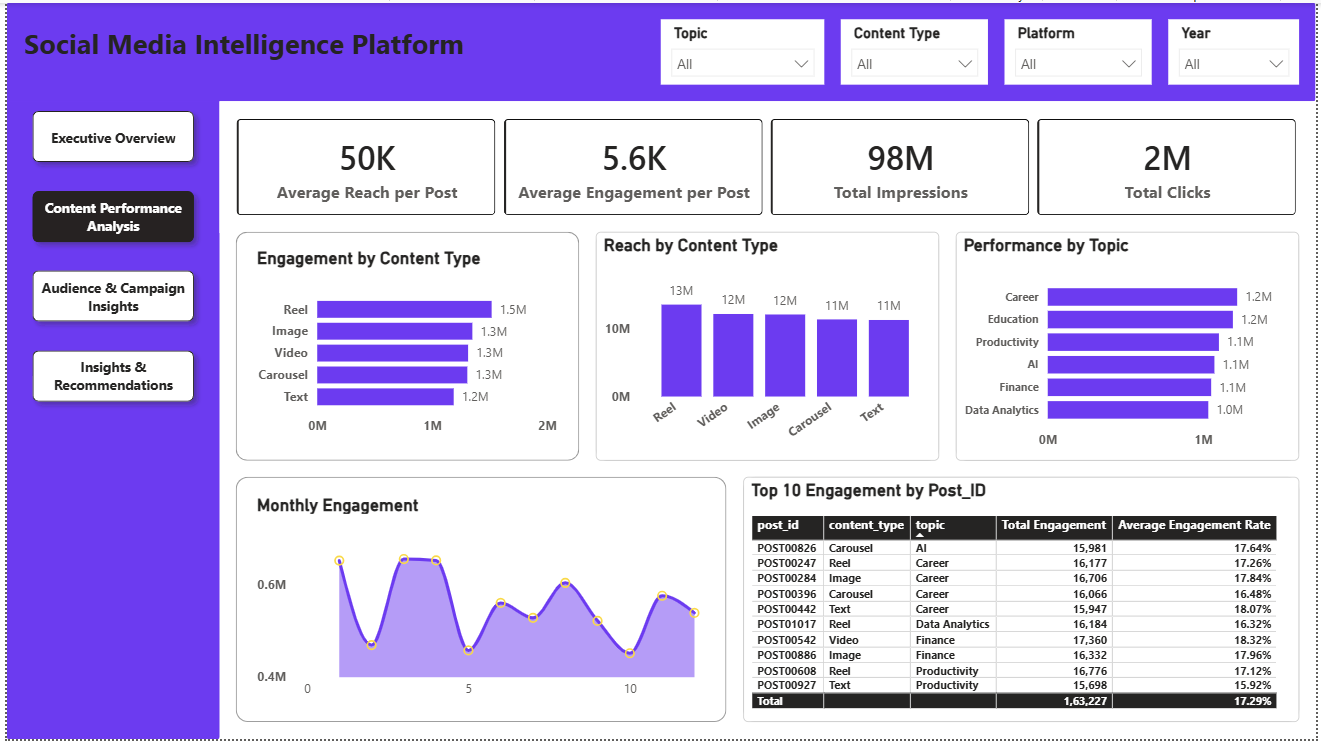 Social Media Intelligence Platform
Topic
All
Content Type
All
Platform
All
Year
All
Executive Overview
Content Performance
Analysis
Audience & Campaign
Insights
Insights &
Recommendations
50K
Average Reach per Post
5.6K
Average Engagement per Post
98M
Total Impressions
2M
Total Clicks
Engagement by Content Type
Reel 1.5M
Image 1.3M
Video 1.3M
Carousel 1.3M
Text 1.2M
0M 1M 2M
Reach by Content Type
13M 12M 12M 11M 11M
10M
0M
Reel Video Image Carousel Text
Performance by Topic
Career 1.2M
Education 1.2M
Productivity 1.1M
AI 1.1M
Finance 1.1M
Data Analytics 1.0M
0M 1M
Monthly Engagement
0.6M
0.4M
0 5 10
Top 10 Engagement by Post_ID
post_id content_type topic Total Engagement Average Engagement Rate
POST00826 Carousel AI 15,981 17.64%
POST00247 Reel Career 16,177 17.26%
POST00284 Image Career 16,706 17.84%
POST00396 Carousel Career 16,066 16.48%
POST00442 Text Career 15,947 18.07%
POST01017 Reel Data Analytics 16,184 16.32%
POST00542 Video Finance 17,360 18.32%
POST00886 Image Finance 16,332 17.96%
POST00608 Reel Productivity 16,776 17.12%
POST00927 Text Productivity 15,698 15.92%
Total 1,63,227 17.29%